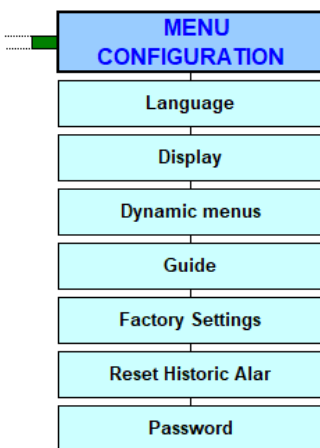 MENU
CONFIGURATION
Language
Display
Dynamic menus
Guide
Factory Settings
Reset Historic Alar
Password